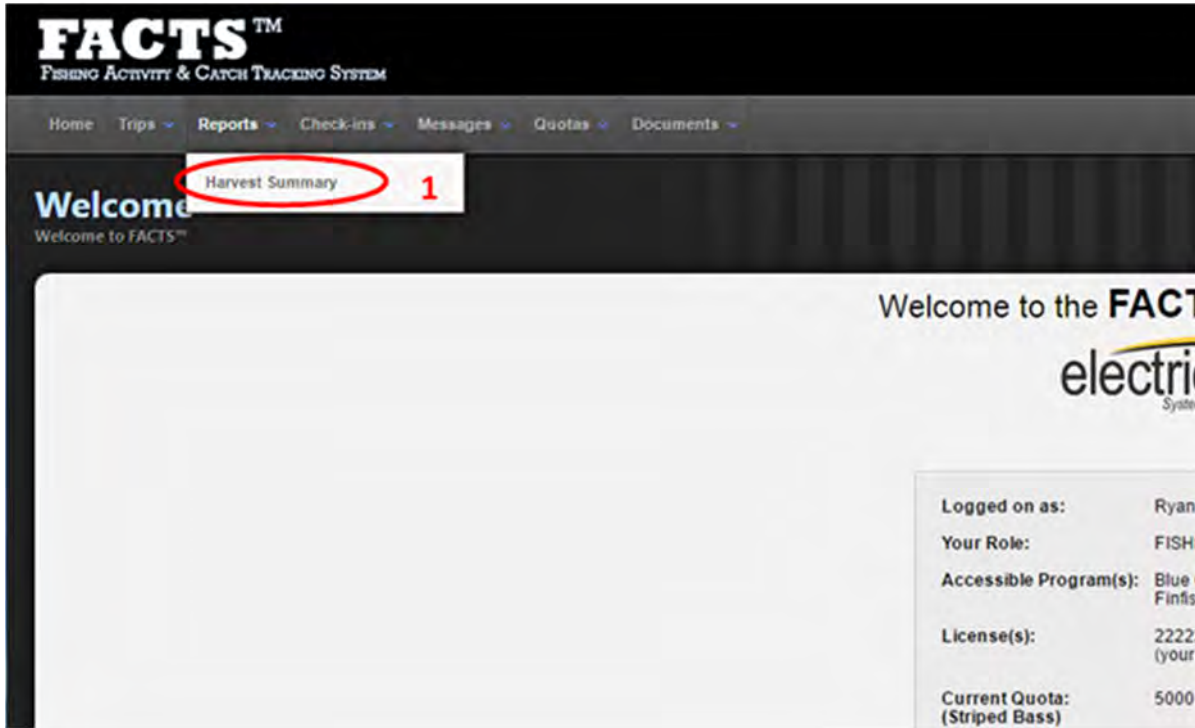 FACTS™
FISHING ACTIVITY & CATCH TRACKING SYSTEM
Home Trips Reports Check-ins Messages Quotas Documents
Harvest Summary 1
Welcome
Welcome to FACTS™
Welcome to the FACT
electri
Syste
Logged on as: Ryan
Your Role: FISH
Accessible Program(s): Blue
Finfis
License(s): 2222
(your
Current Quota: 5000
(Striped Bass)